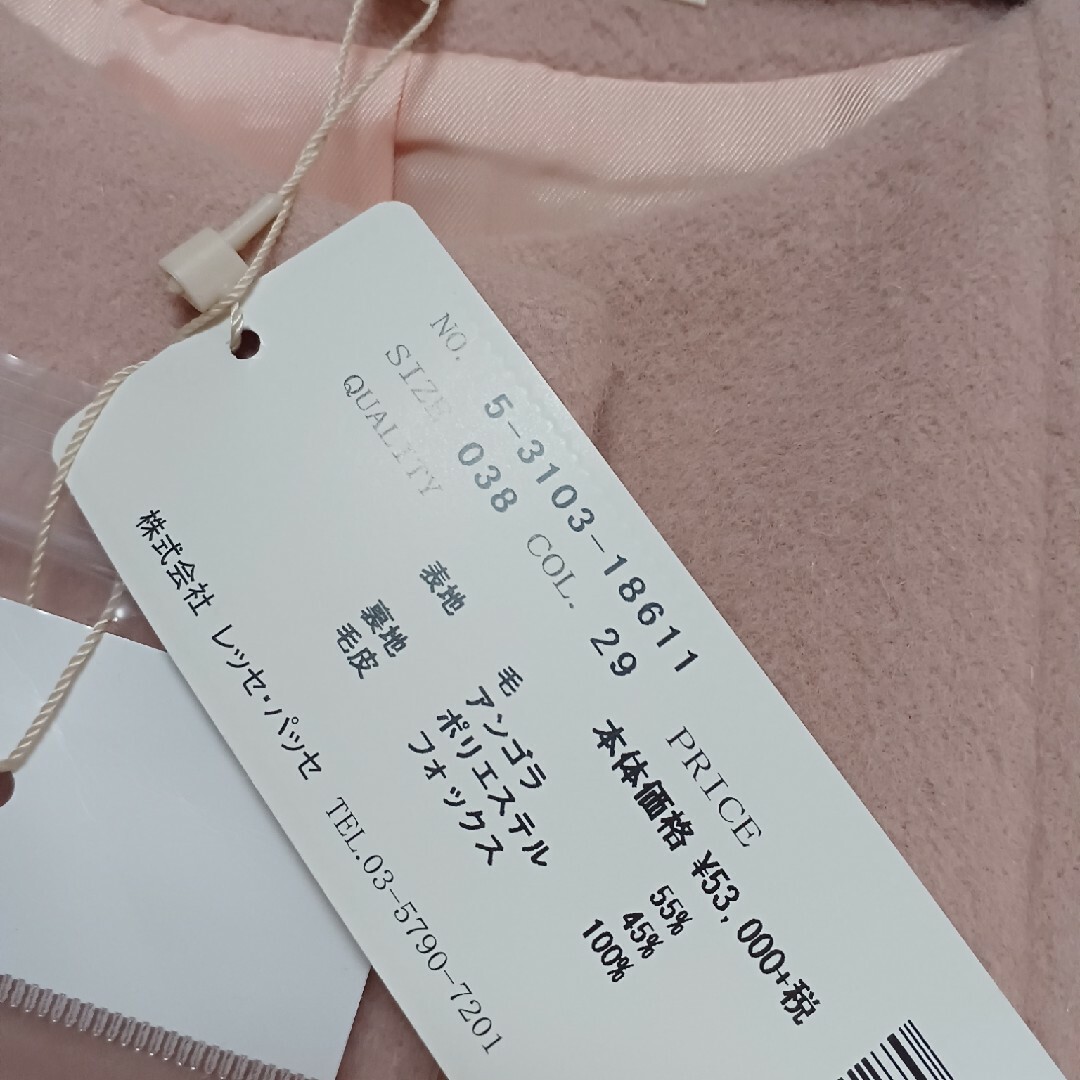 NO. 5-3103-18611
SIZE 038 COL. 29
QUALITY
PRICE
本体価格 ¥53,000+税
表地 毛 55%
アンゴラ 45%
裏地 ポリエステル 100%
毛皮 フォックス
株式会社 レッセ・パッセ TEL.03-5790-7201